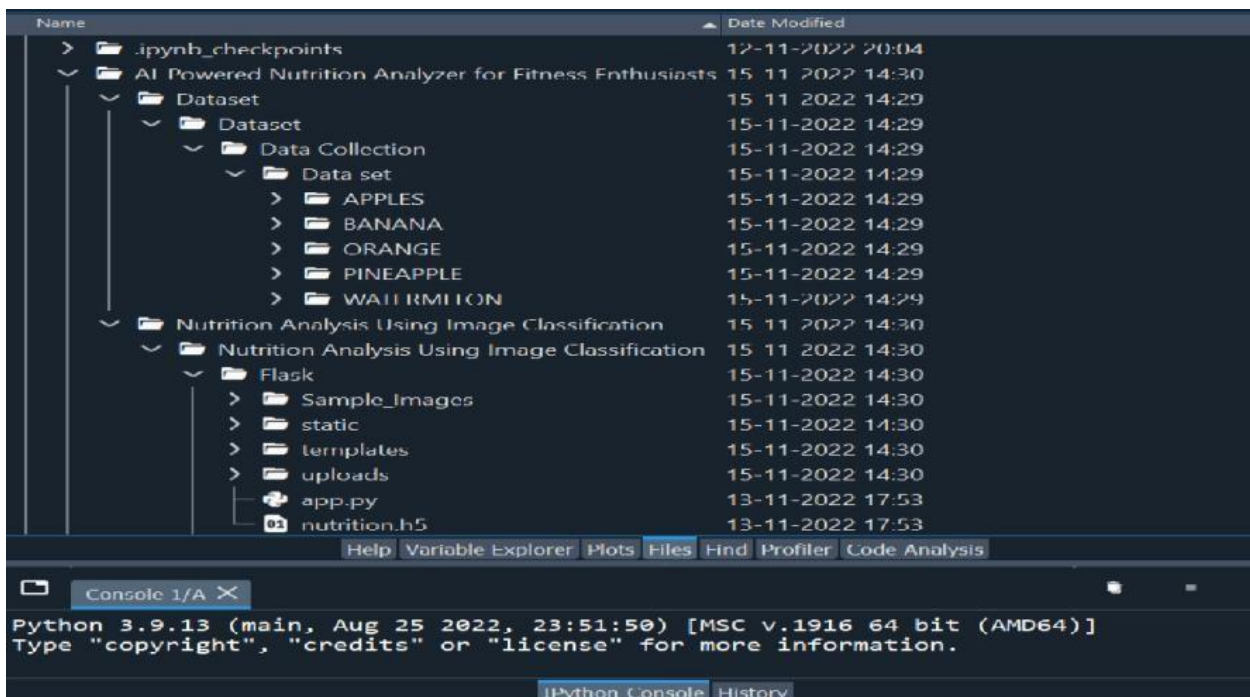 Name Date Modified
.ipynb_checkpoints 12-11-2022 20:04
AI Powered Nutrition Analyzer for Fitness Enthusiasts 15 11 2022 14:30
Dataset 15 11 2022 14:29
Dataset 15-11-2022 14:29
Data Collection 15-11-2022 14:29
Data set 15-11-2022 14:29
APPLES 15-11-2022 14:29
BANANA 15-11-2022 14:29
ORANGE 15-11-2022 14:29
PINEAPPLE 15-11-2022 14:29
WATERMELON 15-11-2022 14:29
Nutrition Analysis Using Image Classification 15 11 2022 14:30
Nutrition Analysis Using Image Classification 15 11 2022 14:30
Flask 15-11-2022 14:30
Sample_Images 15-11-2022 14:30
static 15-11-2022 14:30
templates 15-11-2022 14:30
uploads 15-11-2022 14:30
app.py 13-11-2022 17:53
01 nutrition.h5 13-11-2022 17:53
Help Variable Explorer Plots Files Find Profiler Code Analysis
Console 1/A
Python 3.9.13 (main, Aug 25 2022, 23:51:50) [MSC v.1916 64 bit (AMD64)]
Type "copyright", "credits" or "license" for more information.
IPython Console History